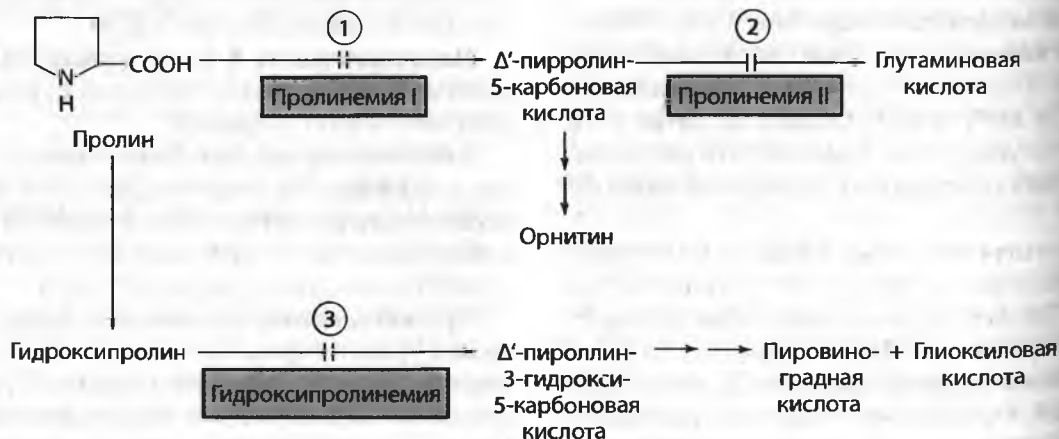 ①
②
N
H
COOH
Δ'-пирролин-
5-карбоновая
кислота
Глутаминовая
кислота
Пролинемия I
Пролинемия II
Пролин
Орнитин
③
Гидроксипролин
Δ'-пироллин-
3-гидрокси-
5-карбоновая
кислота
Пировино-
градная
кислота
+ Глиоксиловая
кислота
Гидроксипролинемия